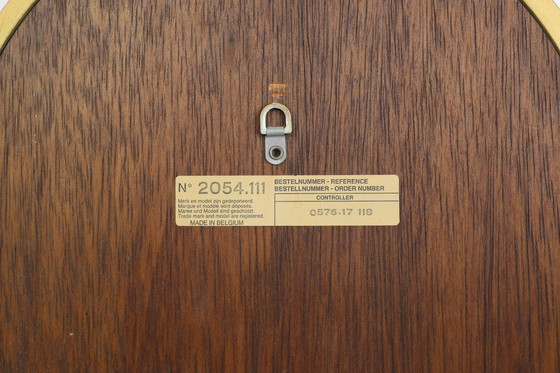 N° 2054.111
BESTELNUMMER - REFERENCE
BESTELLNUMMER - ORDER NUMBER
Merk en model zijn gedeponeerd.
Marque et modèle sont déposés.
Marke und Modell sind geschützt.
Trade mark and model are registered.
MADE IN BELGIUM
CONTROLLER
0576.17 118